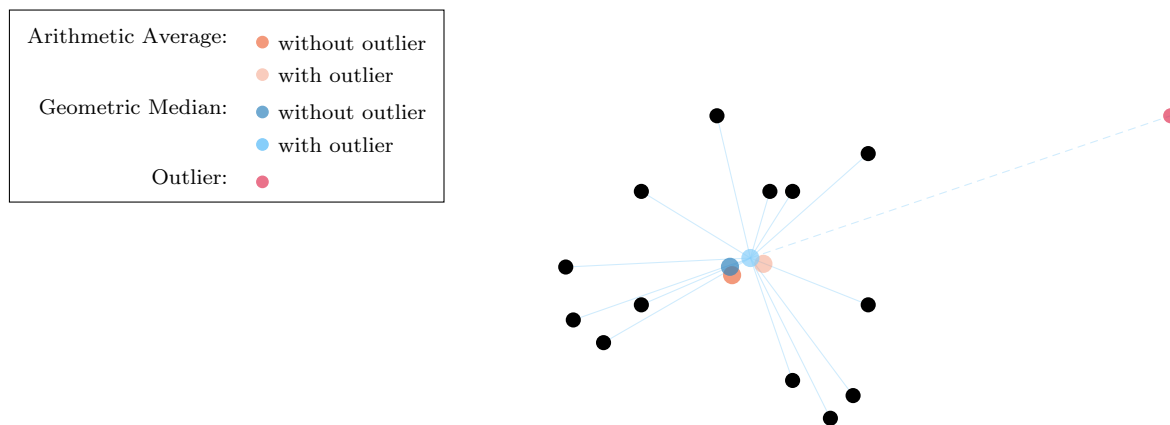 Arithmetic Average: without outlier
with outlier
Geometric Median: without outlier
with outlier
Outlier: